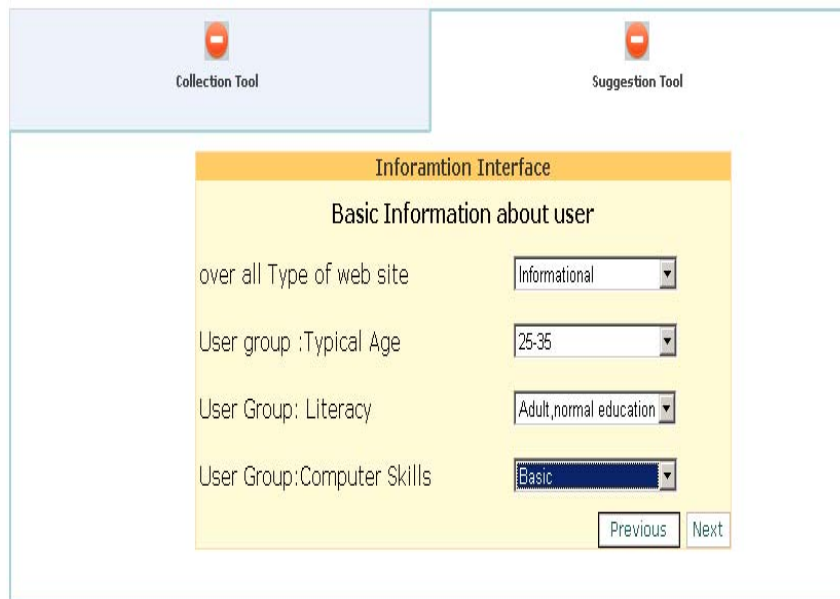 Collection Tool
Suggestion Tool
Inforamtion Interface
Basic Information about user
over all Type of web site Informational
User group :Typical Age 25-35
User Group: Literacy Adult,normal education
User Group:Computer Skills Basic
Previous Next